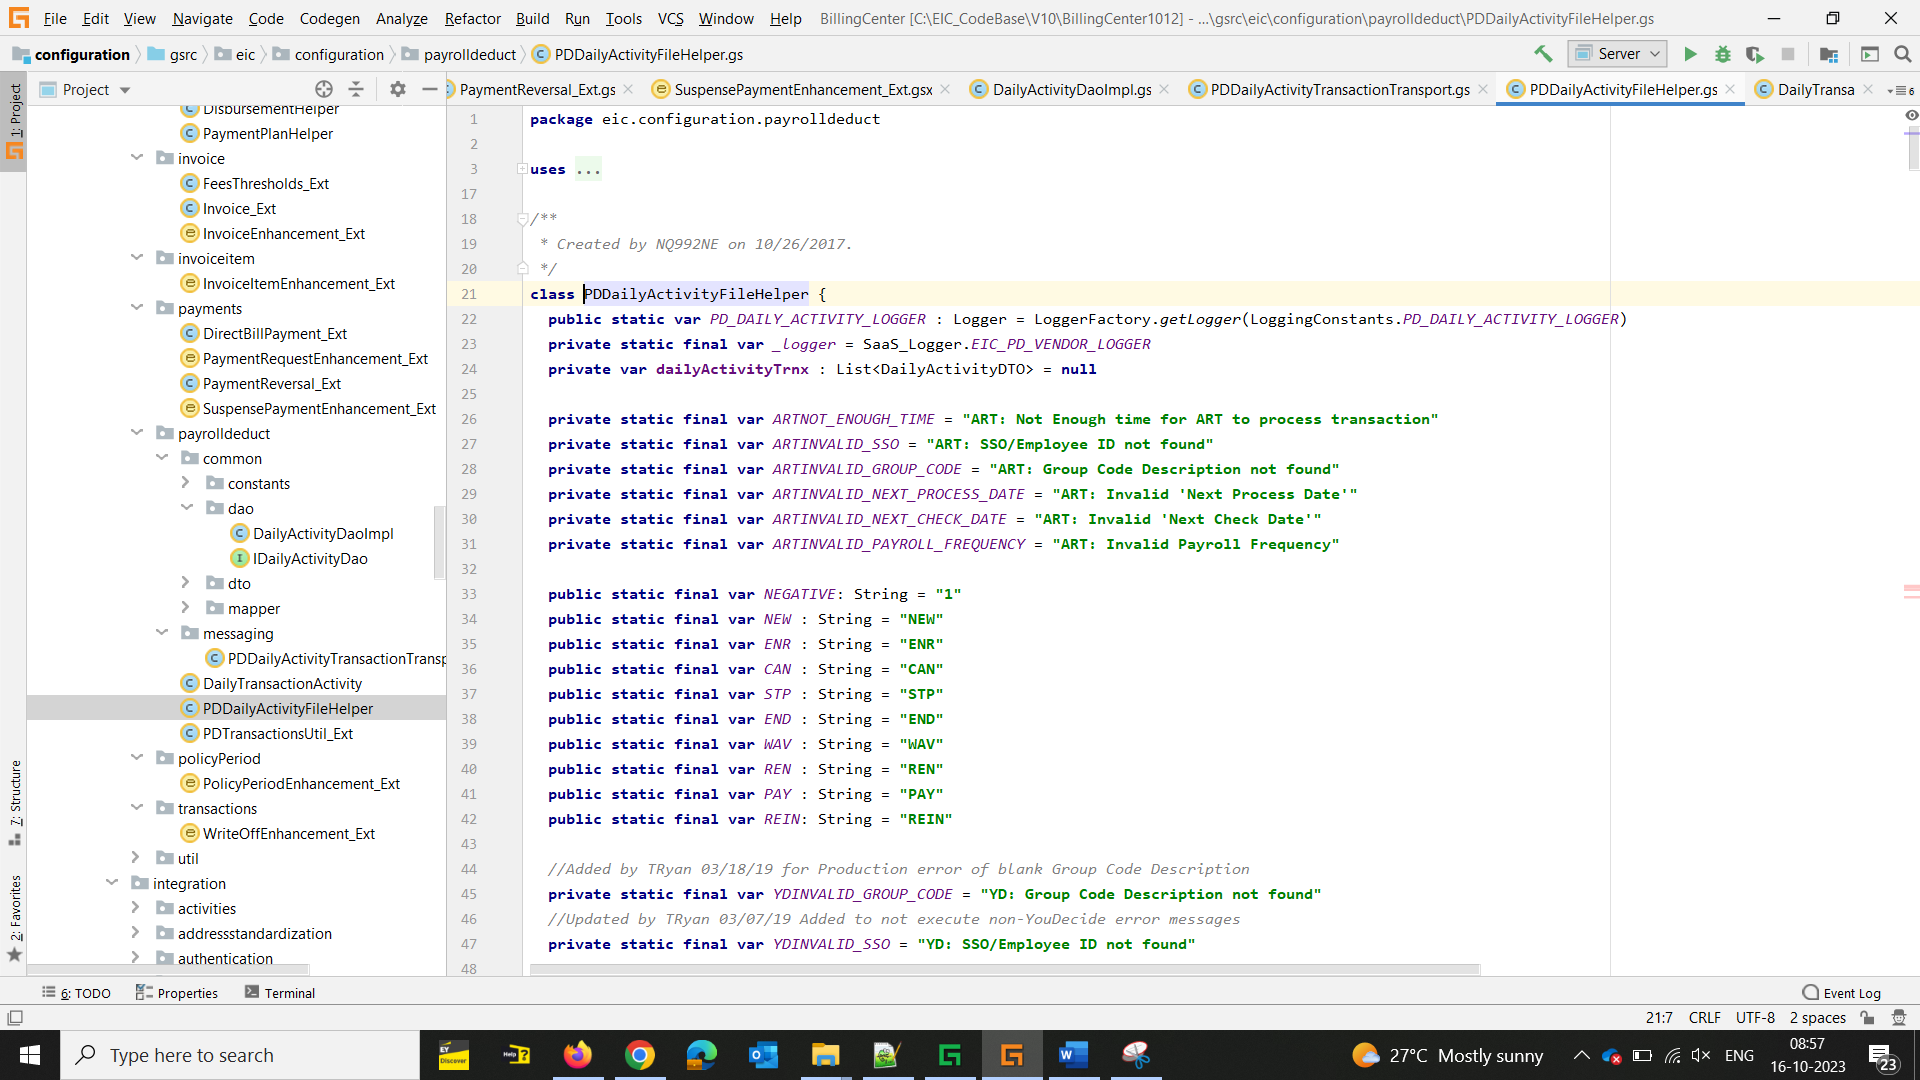 File Edit View Navigate Code Codegen Analyze Refactor Build Run Tools VCS Window Help BillingCenter [C:\EIC_CodeBase\V10\BillingCenter1012] - ...\gsrc\eic\configuration\payrolldeduct\PDDailyActivityFileHelper.gs
configuration gsrc eic configuration payrolldeduct PDDailyActivityFileHelper.gs Server
Project
PaymentReversal_Ext.gs SuspensePaymentEnhancement_Ext.gsx DailyActivityDaoImpl.gs PDDailyActivityTransactionTransport.gs PDDailyActivityFileHelper.gs DailyTransa 6
1: Project
7: Structure
2: Favorites
DisbursementHelper
PaymentPlanHelper
invoice
FeesThresholds_Ext
Invoice_Ext
InvoiceEnhancement_Ext
invoiceitem
InvoiceItemEnhancement_Ext
payments
DirectBillPayment_Ext
PaymentRequestEnhancement_Ext
PaymentReversal_Ext
SuspensePaymentEnhancement_Ext
payrolldeduct
common
constants
dao
DailyActivityDaoImpl
IDailyActivityDao
dto
mapper
messaging
PDDailyActivityTransactionTransp
DailyTransactionActivity
PDDailyActivityFileHelper
PDTransactionsUtil_Ext
policyPeriod
PolicyPeriodEnhancement_Ext
transactions
WriteOffEnhancement_Ext
util
integration
activities
addressstandardization
authentication
1 package eic.configuration.payrolldeduct
2
3 uses ...
17
18 /**
19 * Created by NQ992NE on 10/26/2017.
20 */
21 class PDDailyActivityFileHelper {
22 public static var PD_DAILY_ACTIVITY_LOGGER : Logger = LoggerFactory.getLogger(LoggingConstants.PD_DAILY_ACTIVITY_LOGGER)
23 private static final var _logger = SaaS_Logger.EIC_PD_VENDOR_LOGGER
24 private var dailyActivityTrnx : List<DailyActivityDTO> = null
25
26 private static final var ARTNOT_ENOUGH_TIME = "ART: Not Enough time for ART to process transaction"
27 private static final var ARTINVALID_SSO = "ART: SSO/Employee ID not found"
28 private static final var ARTINVALID_GROUP_CODE = "ART: Group Code Description not found"
29 private static final var ARTINVALID_NEXT_PROCESS_DATE = "ART: Invalid 'Next Process Date'"
30 private static final var ARTINVALID_NEXT_CHECK_DATE = "ART: Invalid 'Next Check Date'"
31 private static final var ARTINVALID_PAYROLL_FREQUENCY = "ART: Invalid Payroll Frequency"
32
33 public static final var NEGATIVE: String = "1"
34 public static final var NEW : String = "NEW"
35 public static final var ENR : String = "ENR"
36 public static final var CAN : String = "CAN"
37 public static final var STP : String = "STP"
38 public static final var END : String = "END"
39 public static final var WAV : String = "WAV"
40 public static final var REN : String = "REN"
41 public static final var PAY : String = "PAY"
42 public static final var REIN: String = "REIN"
43
44 //Added by TRyan 03/18/19 for Production error of blank Group Code Description
45 private static final var YDINVALID_GROUP_CODE = "YD: Group Code Description not found"
46 //Updated by TRyan 03/07/19 Added to not execute non-YouDecide error messages
47 private static final var YDINVALID_SSO = "YD: SSO/Employee ID not found"
48
6: TODO Properties Terminal Event Log
21:7 CRLF UTF-8 2 spaces
Type here to search
EY Discover
Help ?
27°C Mostly sunny ENG 08:57
16-10-2023
23